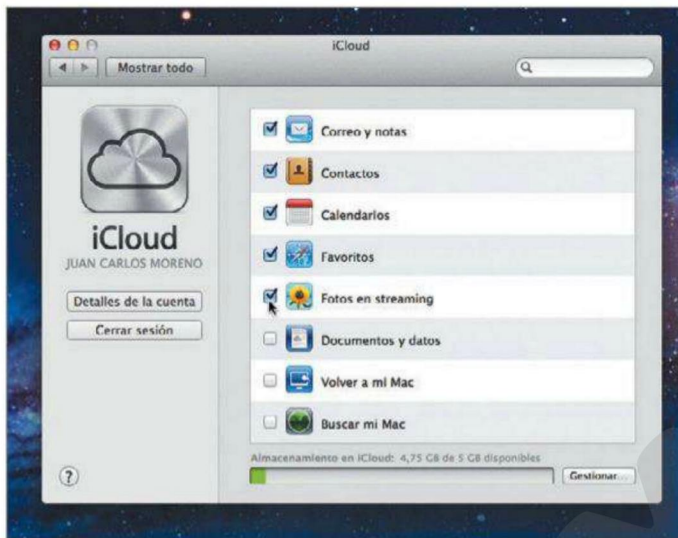 iCloud
Mostrar todo
iCloud
JUAN CARLOS MORENO
Detalles de la cuenta
Cerrar sesión
Correo y notas
Contactos
Calendarios
Favoritos
Fotos en streaming
Documentos y datos
Volver a mi Mac
Buscar mi Mac
Almacenamiento en iCloud: 4,75 GB de 5 GB disponibles
?
Gestionar...